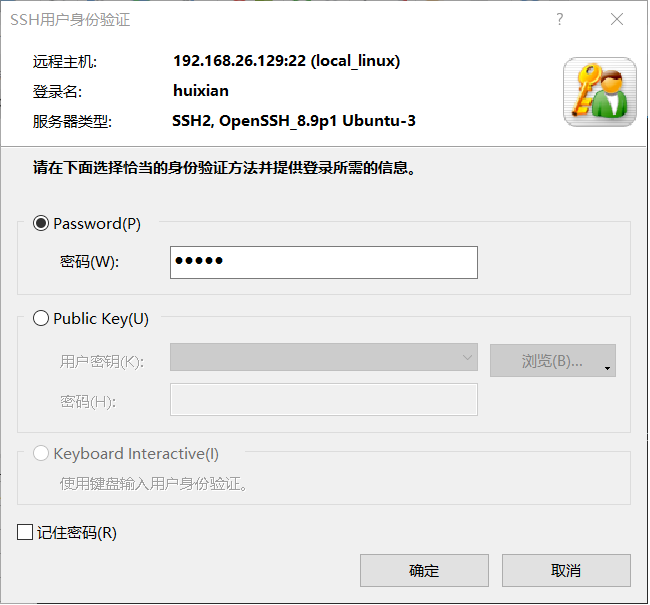 SSH用户身份验证
远程主机: 192.168.26.129:22 (local_linux)
登录名: huixian
服务器类型: SSH2, OpenSSH_8.9p1 Ubuntu-3
请在下面选择恰当的身份验证方法并提供登录所需的信息。
Password(P)
密码(W): ●●●●●
Public Key(U)
用户密钥(K): 浏览(B)...
密码(H):
Keyboard Interactive(I)
使用键盘输入用户身份验证。
记住密码(R)
确定 取消